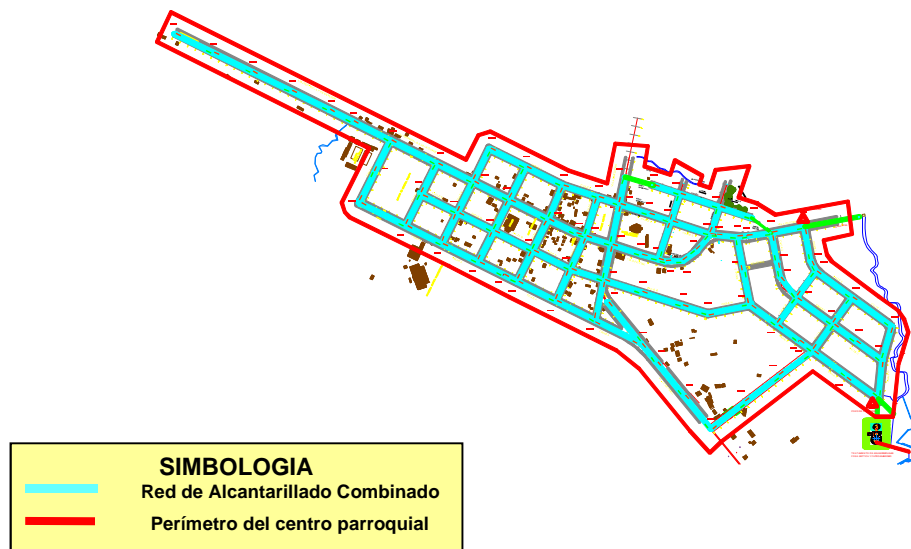 SIMBOLOGIA
Red de Alcantarillado Combinado
Perímetro del centro parroquial